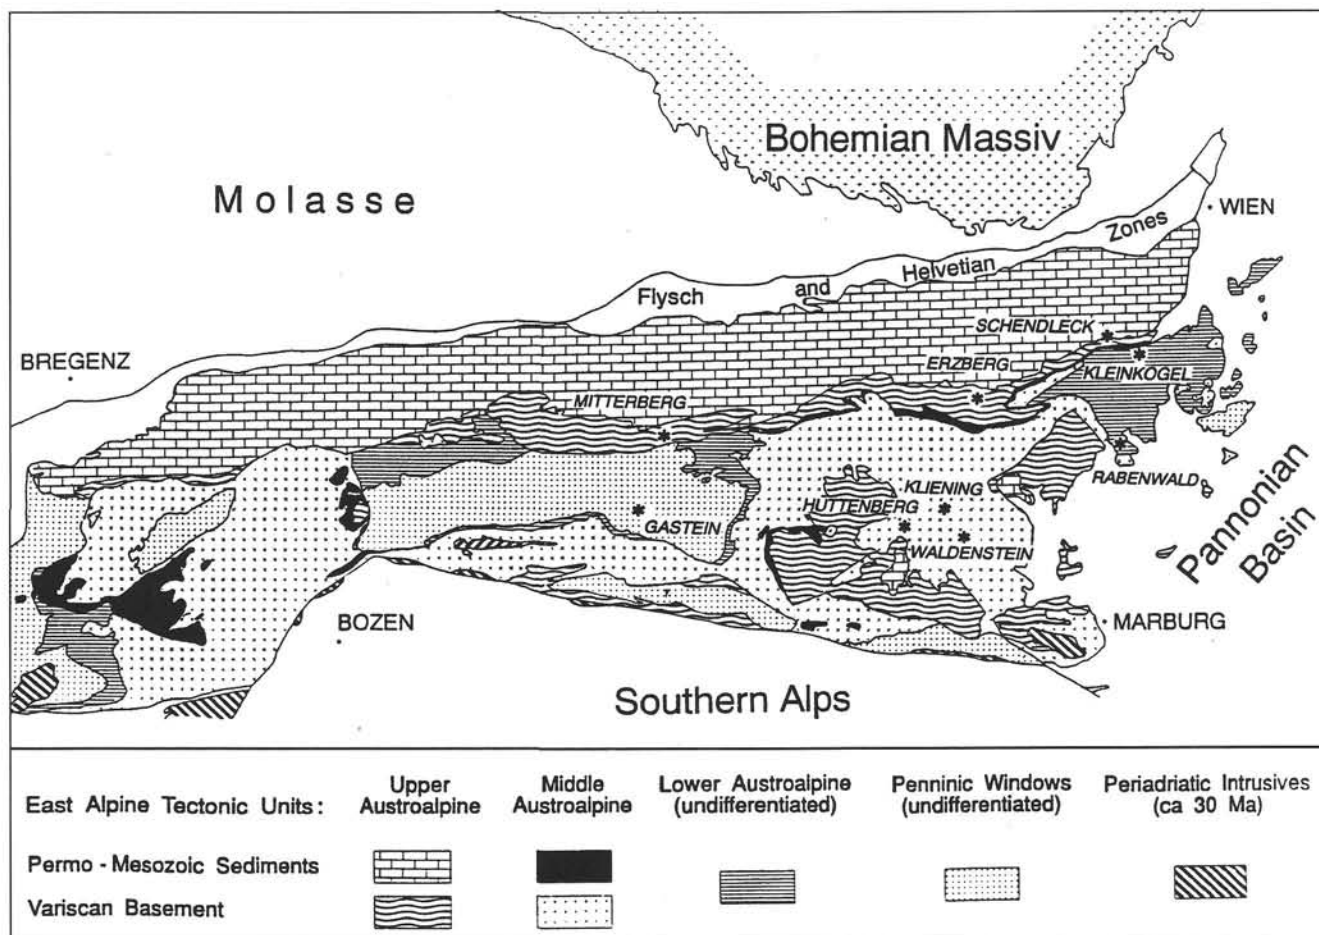 Bohemian Massiv
Molasse
WIEN
Zones
Helvetian
and
Flysch
SCHENDLECK
BREGENZ
ERZBERG
KLEINKOGEL
MITTERBERG
RABENWALD
KLIENING
HÜTTENBERG
GASTEIN
WALDENSTEIN
Pannonian
Basin
BOZEN
MARBURG
Southern Alps
East Alpine Tectonic Units :
Upper
Austroalpine
Middle
Austroalpine
Lower Austroalpine
(undifferentiated)
Penninic Windows
(undifferentiated)
Periadriatic Intrusives
(ca 30 Ma)
Permo - Mesozoic Sediments
Variscan Basement